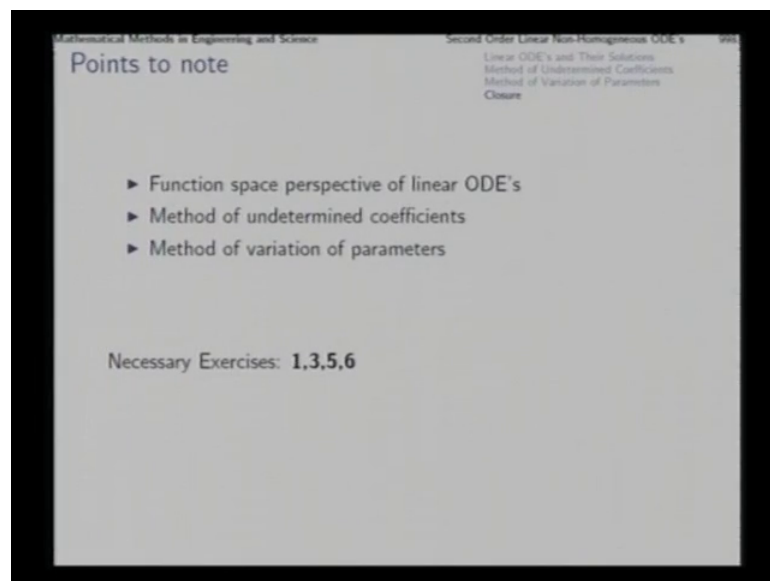 Mathematical Methods in Engineering and Science
Second Order Linear Non-Homogeneous ODE's
Points to note
Linear ODE's and Their Solutions
Method of Undetermined Coefficients
Method of Variation of Parameters
Closure
► Function space perspective of linear ODE's
► Method of undetermined coefficients
► Method of variation of parameters
Necessary Exercises: 1,3,5,6